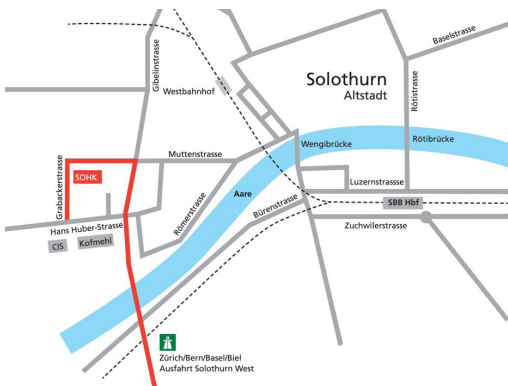 Baselstrasse
Gibelinstrasse
Solothurn
Altstadt
Rötistrasse
Westbahnhof
Wengibrücke
Rötibrücke
Muttenstrasse
Grabackerstrasse
SOHK
Luzernstrassse
Aare
SBB Hbf
Römerstrasse
Bürenstrasse
Hans Huber-Strasse
Zuchwilerstrasse
CIS
Kofmehl
Zürich/Bern/Basel/Biel
Ausfahrt Solothurn West